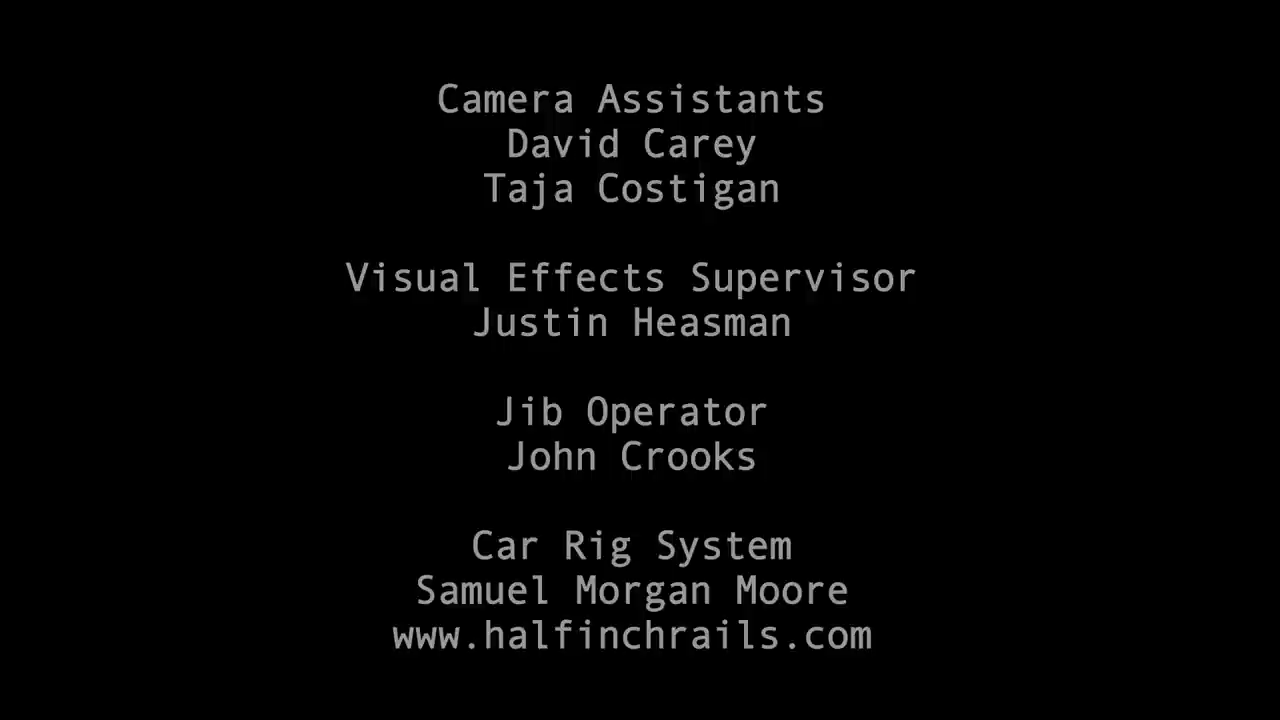 Camera Assistants
David Carey
Taja Costigan
Visual Effects Supervisor
Justin Heasman
Jib Operator
John Crooks
Car Rig System
Samuel Morgan Moore
www.halfinchrails.com